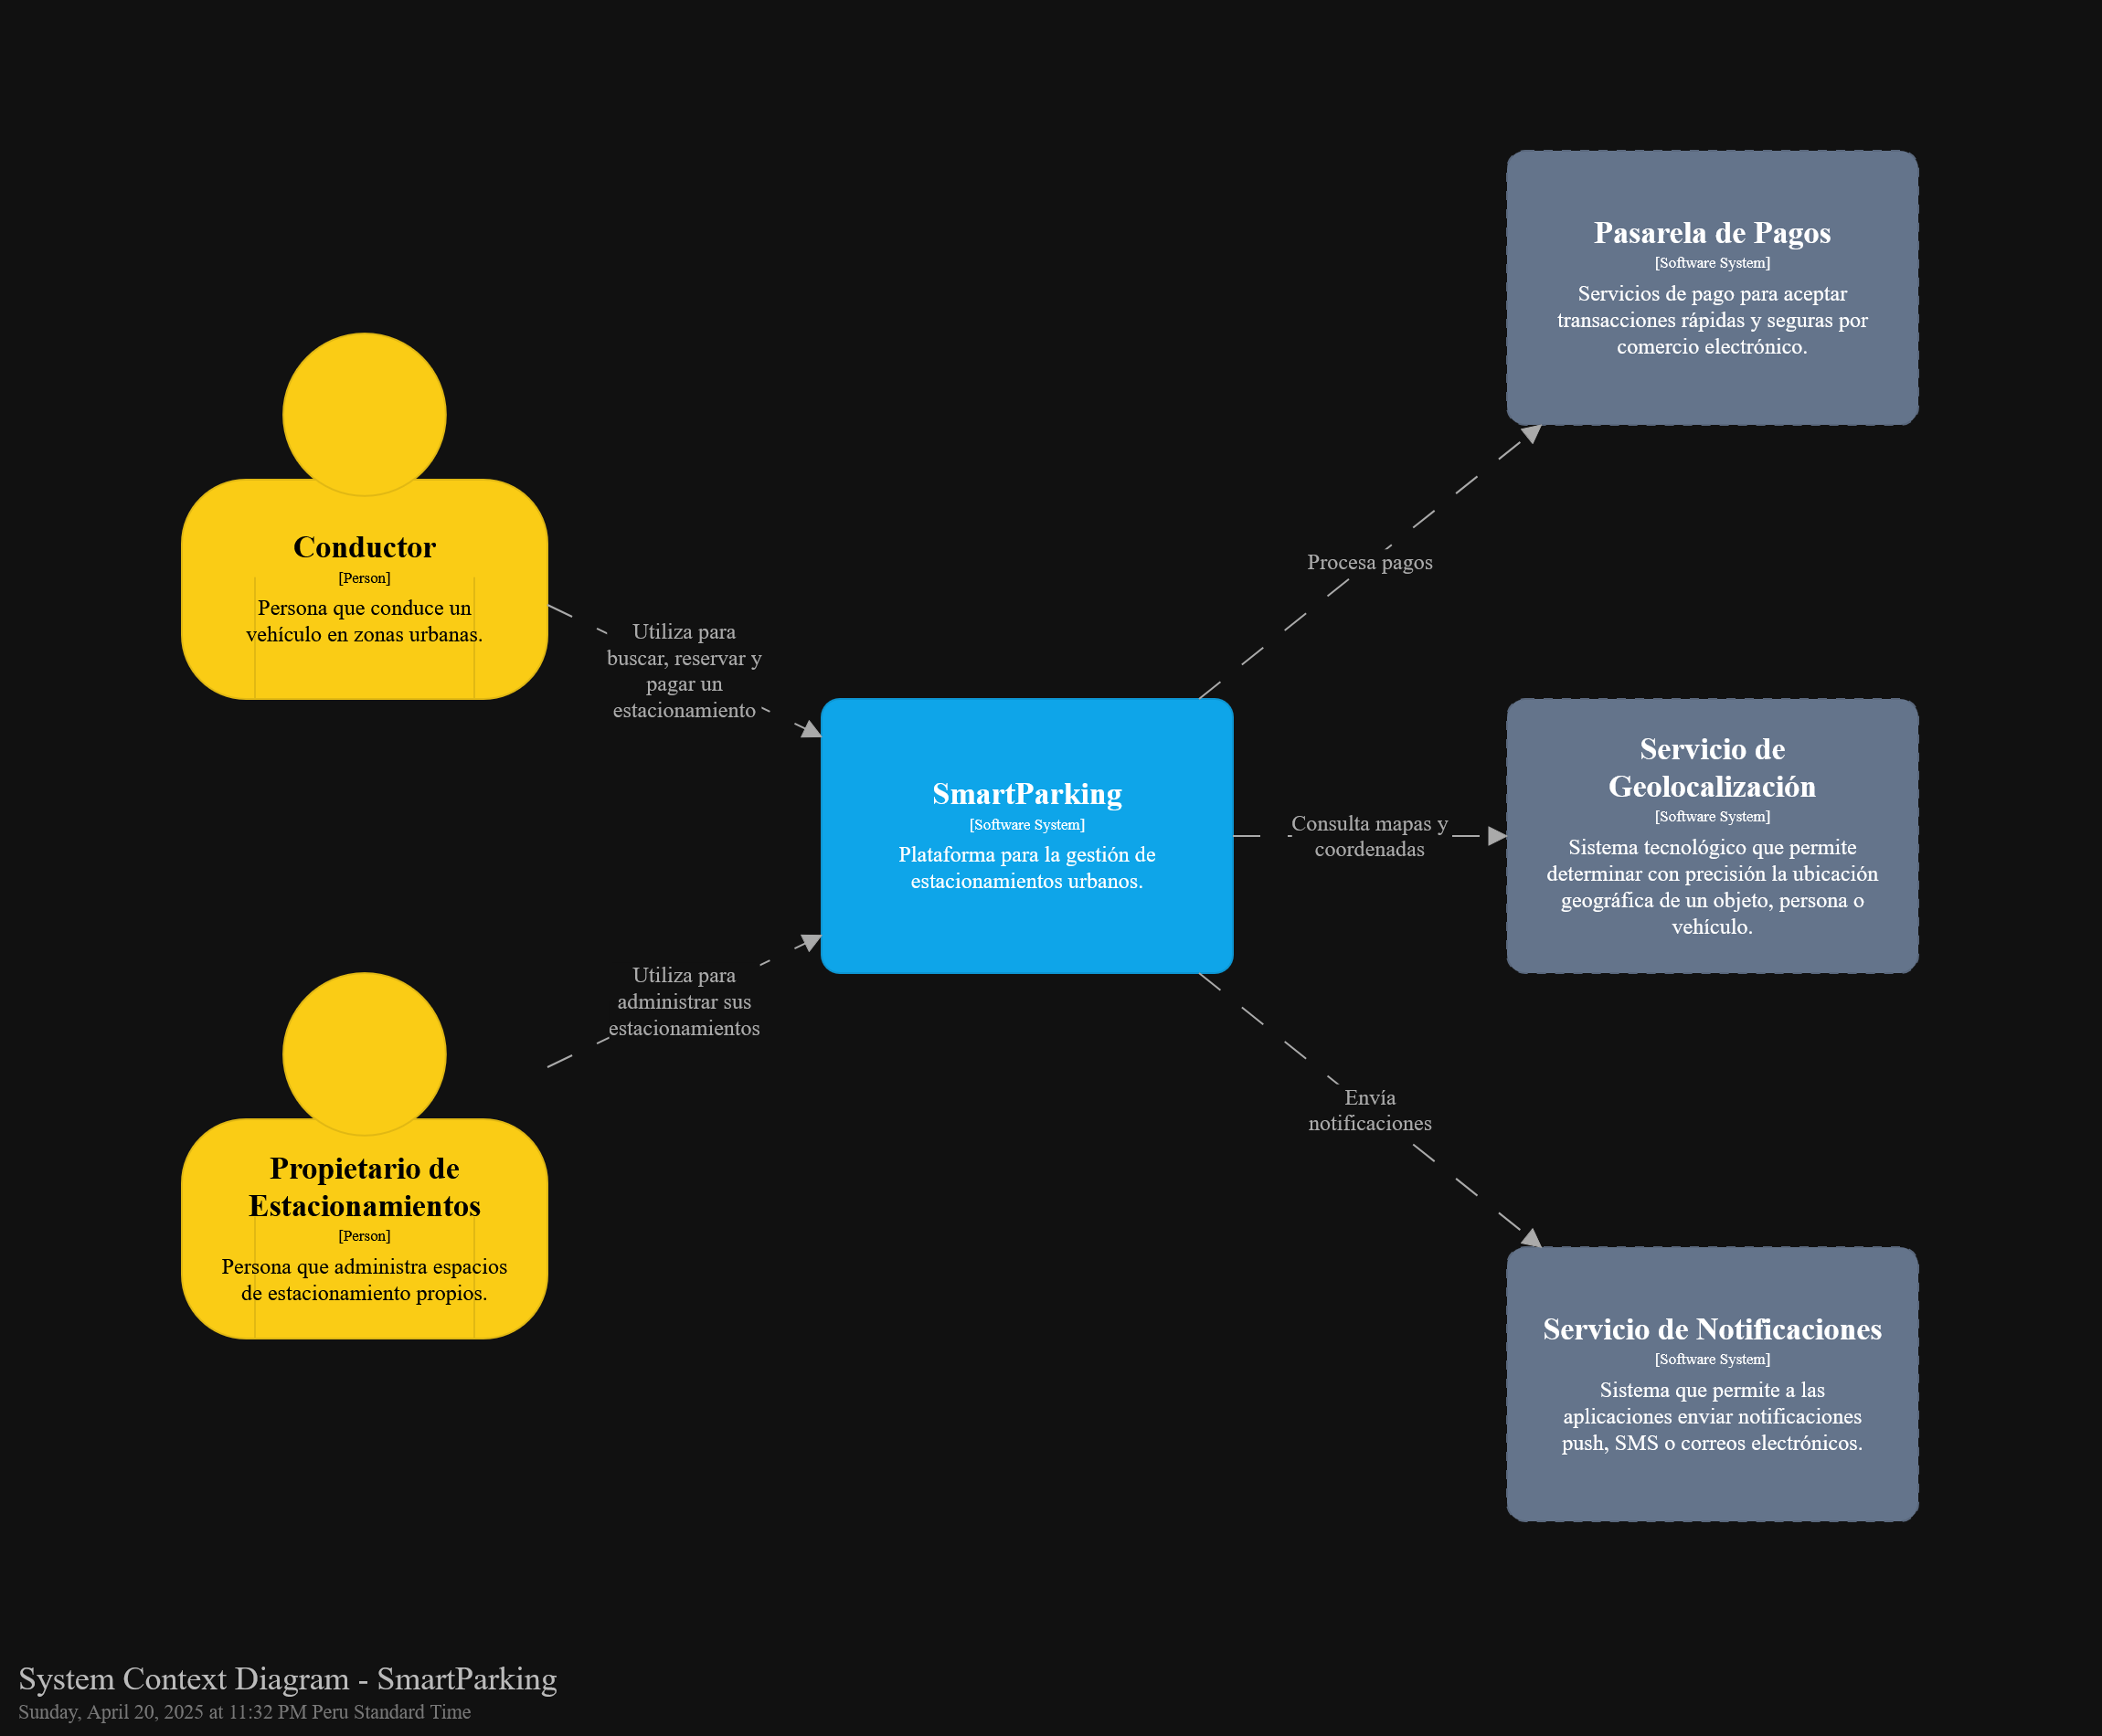 Conductor
[Person]
Persona que conduce un
vehículo en zonas urbanas.
Utiliza para
buscar, reservar y
pagar un
estacionamiento
Propietario de
Estacionamientos
[Person]
Persona que administra espacios
de estacionamiento propios.
Utiliza para
administrar sus
estacionamientos
SmartParking
[Software System]
Plataforma para la gestión de
estacionamientos urbanos.
Procesa pagos
Pasarela de Pagos
[Software System]
Servicios de pago para aceptar
transacciones rápidas y seguras por
comercio electrónico.
Consulta mapas y
coordenadas
Servicio de
Geolocalización
[Software System]
Sistema tecnológico que permite
determinar con precisión la ubicación
geográfica de un objeto, persona o
vehículo.
Envía
notificaciones
Servicio de Notificaciones
[Software System]
Sistema que permite a las
aplicaciones enviar notificaciones
push, SMS o correos electrónicos.
System Context Diagram - SmartParking
Sunday, April 20, 2025 at 11:32 PM Peru Standard Time